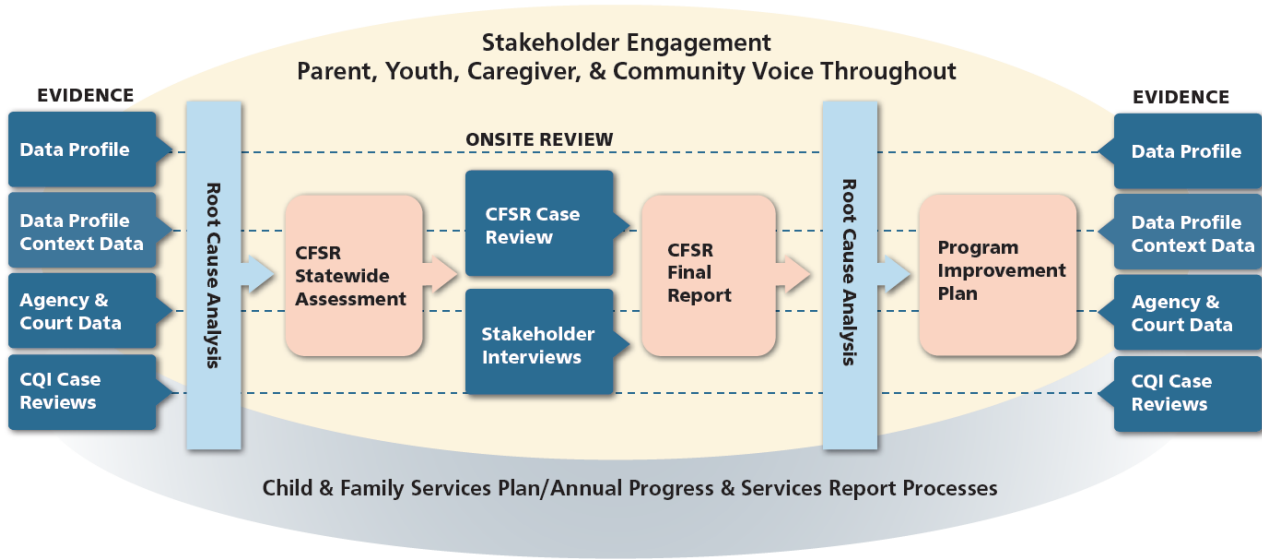 Stakeholder Engagement
Parent, Youth, Caregiver, & Community Voice Throughout
EVIDENCE
Data Profile
Data Profile
Context Data
Agency &
Court Data
CQI Case
Reviews
Root Cause Analysis
CFSR
Statewide
Assessment
ONSITE REVIEW
CFSR Case
Review
Stakeholder
Interviews
CFSR
Final
Report
Root Cause Analysis
Program
Improvement
Plan
EVIDENCE
Data Profile
Data Profile
Context Data
Agency &
Court Data
CQI Case
Reviews
Child & Family Services Plan/Annual Progress & Services Report Processes